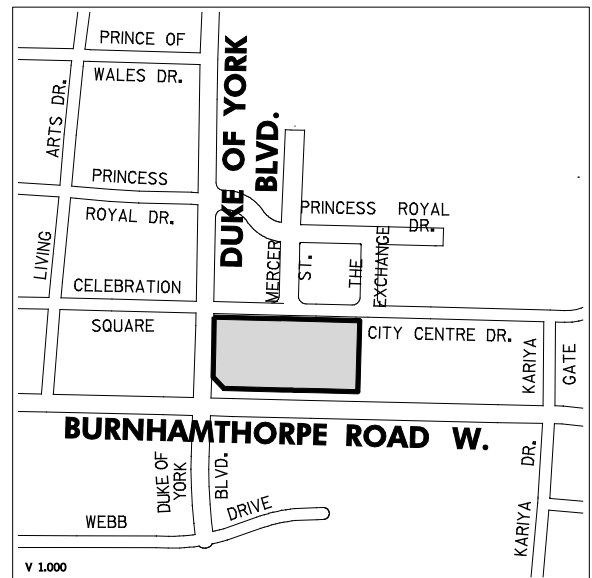 PRINCE OF
WALES DR.
ARTS DR.
LIVING
DUKE OF YORK
BLVD.
PRINCESS
ROYAL DR.
PRINCESS ROYAL
DR.
MERCER
ST.
THE
EXCHANGE
CELEBRATION
SQUARE
CITY CENTRE DR.
KARIYA
GATE
BURNHAMTHORPE ROAD W.
DUKE OF
YORK
BLVD.
KARIYA DR.
WEBB DRIVE
V 1.000